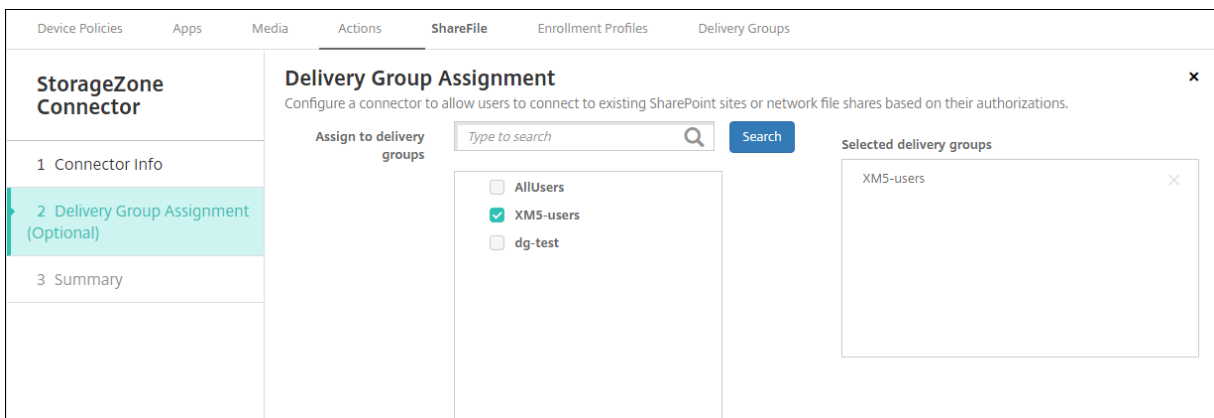 Device Policies Apps Media Actions ShareFile Enrollment Profiles Delivery Groups
StorageZone
Connector
1 Connector Info
2 Delivery Group Assignment
(Optional)
3 Summary
Delivery Group Assignment
Configure a connector to allow users to connect to existing SharePoint sites or network file shares based on their authorizations.
Assign to delivery
groups
Type to search
Search
AllUsers
XM5-users
dg-test
Selected delivery groups
XM5-users